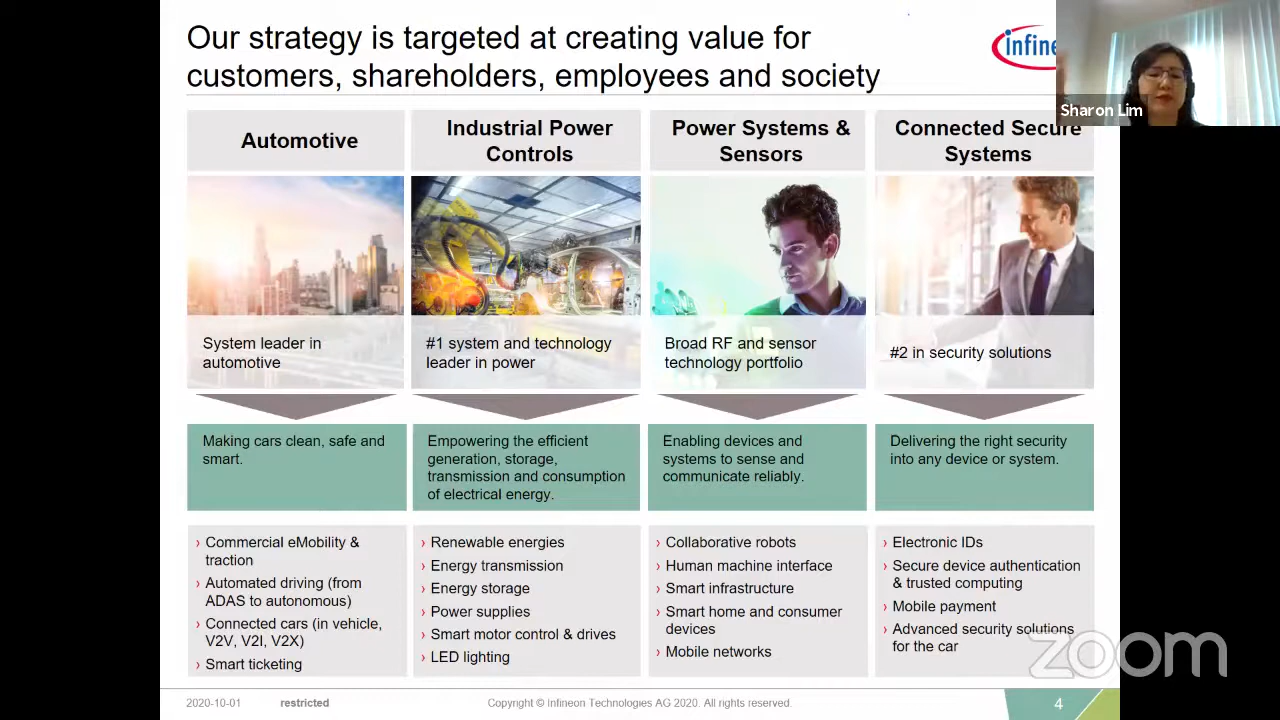 Our strategy is targeted at creating value for
customers, shareholders, employees and society
infine
Sharon Lim
Automotive
Industrial Power
Controls
Power Systems &
Sensors
Connected Secure
Systems
System leader in
automotive
#1 system and technology
leader in power
Broad RF and sensor
technology portfolio
#2 in security solutions
Making cars clean, safe and
smart.
Empowering the efficient
generation, storage,
transmission and consumption
of electrical energy.
Enabling devices and
systems to sense and
communicate reliably.
Delivering the right security
into any device or system.
› Commercial eMobility &
traction
› Automated driving (from
ADAS to autonomous)
› Connected cars (in vehicle,
V2V, V2I, V2X)
› Smart ticketing
› Renewable energies
› Energy transmission
› Energy storage
› Power supplies
› Smart motor control & drives
› LED lighting
› Collaborative robots
› Human machine interface
› Smart infrastructure
› Smart home and consumer
devices
› Mobile networks
› Electronic IDs
› Secure device authentication
& trusted computing
› Mobile payment
› Advanced security solutions
for the car
zoom
2020-10-01 restricted Copyright © Infineon Technologies AG 2020. All rights reserved. 4